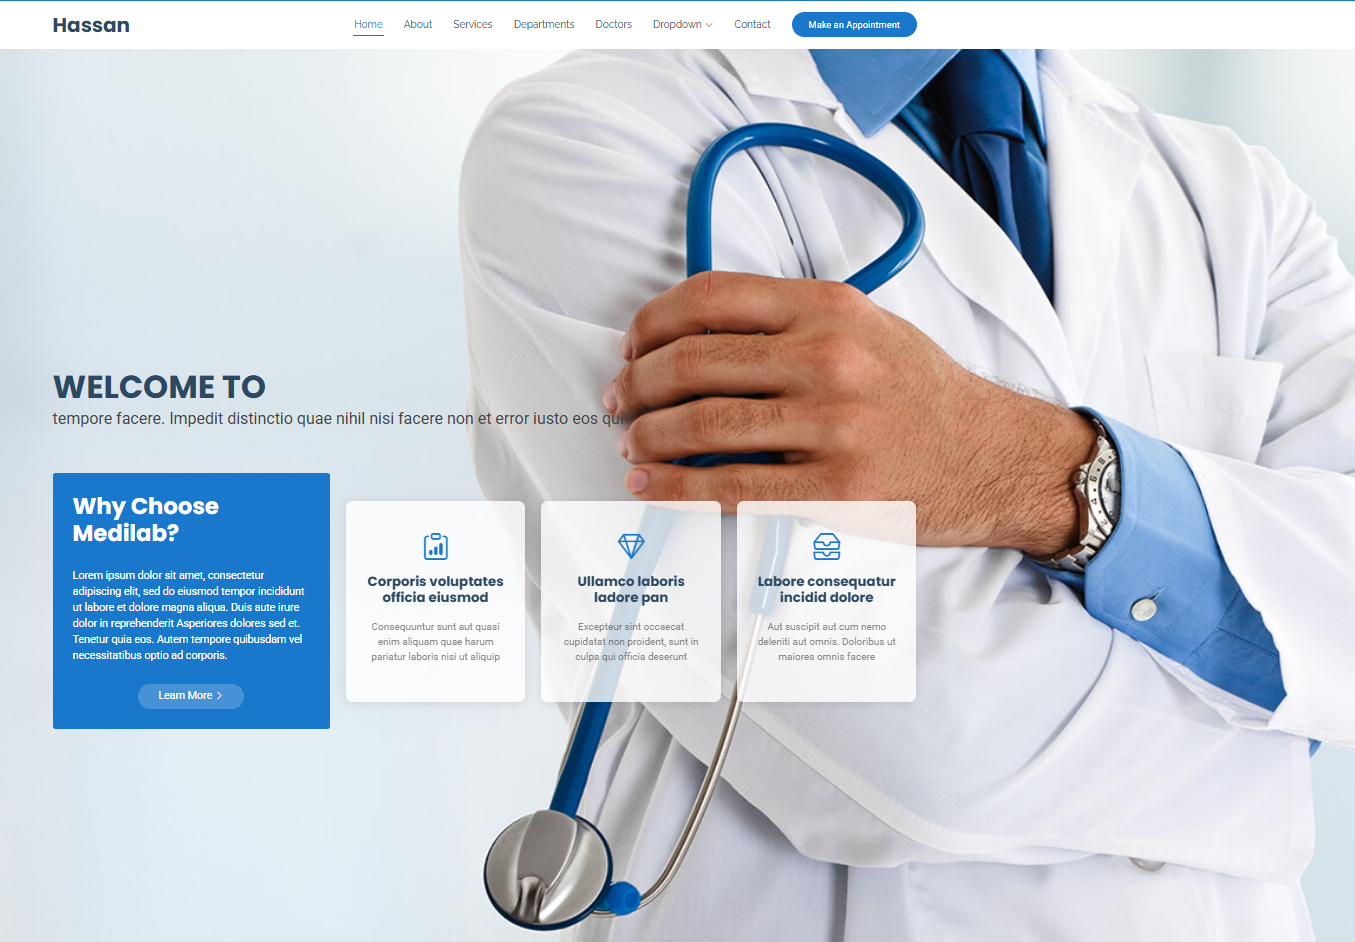 Hassan
Home About Services Departments Doctors Dropdown Contact Make an Appointment
WELCOME TO
tempore facere. Impedit distinctio quae nihil nisi facere non et error iusto eos qui
Why Choose
Medilab?
Lorem ipsum dolor sit amet, consectetur
adipiscing elit, sed do eiusmod tempor incididunt
ut labore et dolore magna aliqua. Duis aute irure
dolor in reprehenderit Asperiores dolores sed et.
Tenetur quia eos. Autem tempore quibusdam vel
necessitatibus optio ad corporis.
Learn More
Corporis voluptates
officia eiusmod
Consequuntur sunt aut quasi
enim aliquam quae harum
pariatur laboris nisi ut aliquip
Ullamco laboris
ladore pan
Excepteur sint occaecat
cupidatat non proident, sunt in
culpa qui officia deserunt
Labore consequatur
incidid dolore
Aut suscipit aut cum nemo
deleniti aut omnis. Doloribus ut
maiores omnis facere